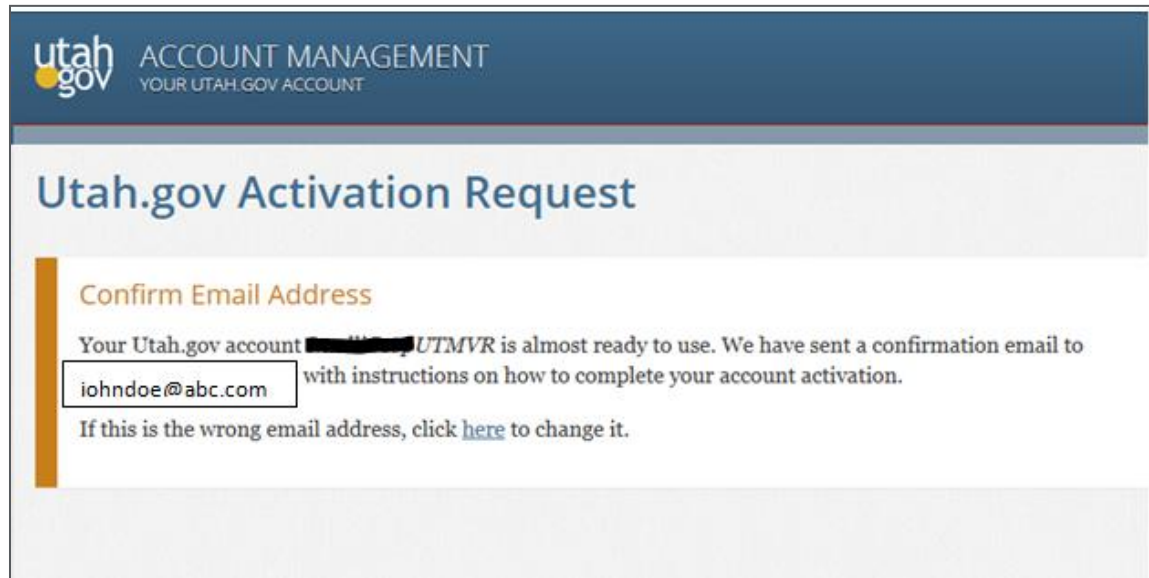 utah
gov
ACCOUNT MANAGEMENT
YOUR UTAH.GOV ACCOUNT
Utah.gov Activation Request
Confirm Email Address
Your Utah.gov account UTMVR is almost ready to use. We have sent a confirmation email to
iohndoe@abc.com with instructions on how to complete your account activation.
If this is the wrong email address, click here to change it.